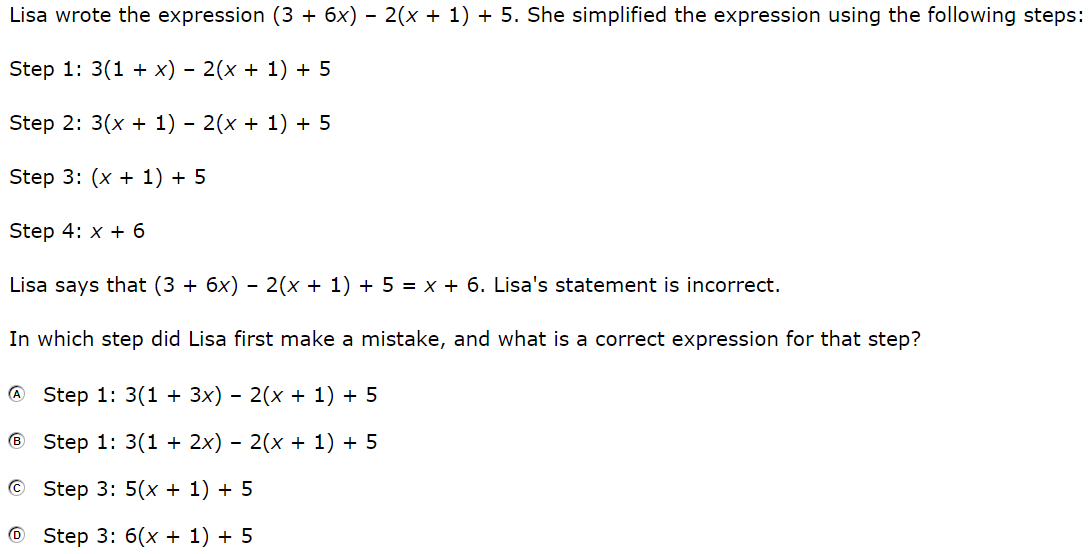 Lisa wrote the expression (3 + 6x) − 2(x + 1) + 5. She simplified the expression using the following steps:
Step 1: 3(1 + x) − 2(x + 1) + 5
Step 2: 3(x + 1) − 2(x + 1) + 5
Step 3: (x + 1) + 5
Step 4: x + 6
Lisa says that (3 + 6x) − 2(x + 1) + 5 = x + 6. Lisa's statement is incorrect.
In which step did Lisa first make a mistake, and what is a correct expression for that step?
Ⓐ Step 1: 3(1 + 3x) − 2(x + 1) + 5
Ⓑ Step 1: 3(1 + 2x) − 2(x + 1) + 5
Ⓒ Step 3: 5(x + 1) + 5
Ⓓ Step 3: 6(x + 1) + 5